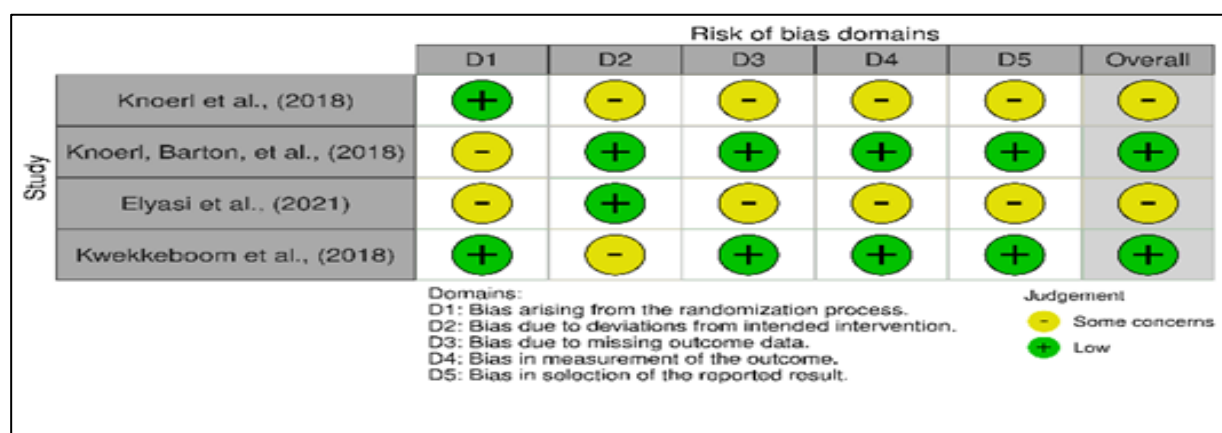 Risk of bias domains
D1 D2 D3 D4 D5 Overall
Study
Knoerl et al., (2018) + - - - - -
Knoerl, Barton, et al., (2018) - + + + + +
Elyasi et al.. (2021) - + - - - -
Kwekkeboom et al., (2018) + - + + + +
Domains:
D1: Bias arising from the randomization process.
D2: Bias due to deviations from intended intervention.
D3: Bias due to missing outcome data.
D4: Bias in measurement of the outcome.
D5: Bias in selection of the reported result.
Judgement
- Some concerns
+ Low